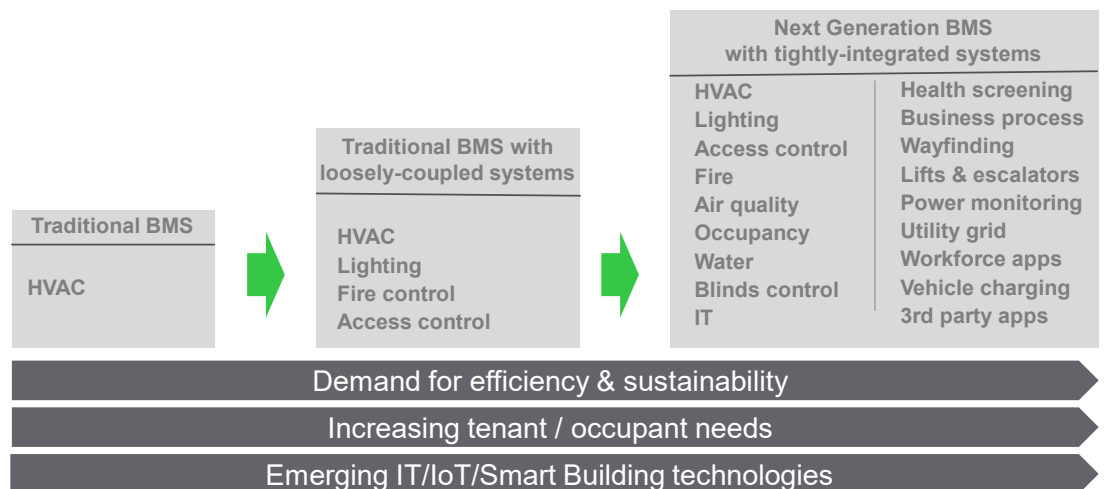 Traditional BMS
HVAC
Traditional BMS with
loosely-coupled systems
HVAC
Lighting
Fire control
Access control
Next Generation BMS
with tightly-integrated systems
HVAC
Lighting
Access control
Fire
Air quality
Occupancy
Water
Blinds control
IT
Health screening
Business process
Wayfinding
Lifts & escalators
Power monitoring
Utility grid
Workforce apps
Vehicle charging
3rd party apps
Demand for efficiency & sustainability
Increasing tenant / occupant needs
Emerging IT/IoT/Smart Building technologies